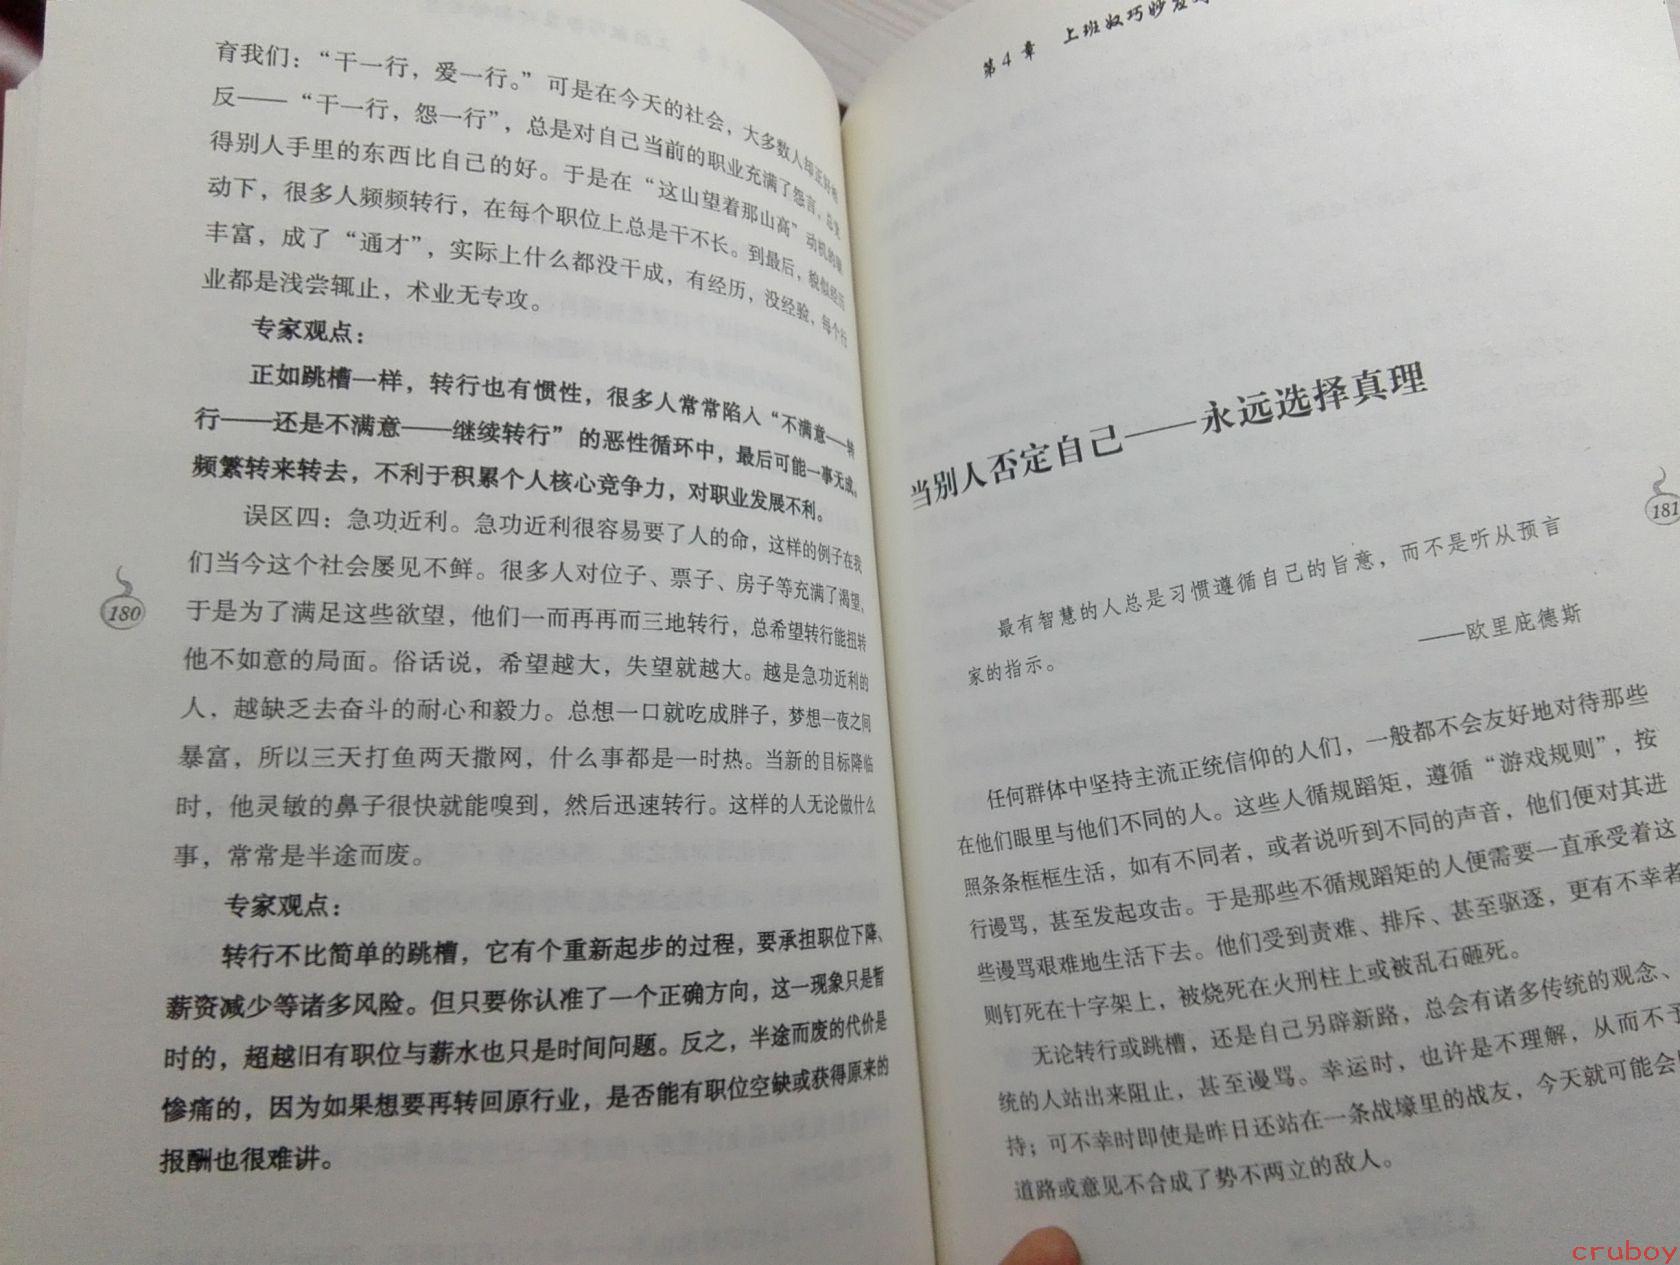 育我们：“干一行，爱一行。”可是在今天的社会，大多数人却正好相
反——“干一行，怨一行”，总是对自己当前的职业充满了怨言，总觉
得别人手里的东西比自己的好。于是在“这山望着那山高”动机的驱
动下，很多人频频转行，在每个职位上总是干不长。到最后，貌似经历
丰富，成了“通才”，实际上什么都没干成，有经历，没经验，每个行
业都是浅尝辄止，术业无专攻。
专家观点：
正如跳槽一样，转行也有惯性，很多人常常陷入“不满意——转
行——还是不满意——继续转行”的恶性循环中，最后可能一事无成。
频繁转来转去，不利于积累个人核心竞争力，对职业发展不利。
误区四：急功近利。急功近利很容易要了人的命，这样的例子在我
们当今这个社会屡见不鲜。很多人对位子、票子、房子等充满了渴望，
于是为了满足这些欲望，他们一而再再而三地转行，总希望转行能扭转
他不如意的局面。俗话说，希望越大，失望就越大。越是急功近利的
人，越缺乏去奋斗的耐心和毅力。总想一口就吃成胖子，梦想一夜之间
暴富，所以三天打鱼两天撒网，什么事都是一时热。当新的目标降临
时，他灵敏的鼻子很快就能嗅到，然后迅速转行。这样的人无论做什么
事，常常是半途而废。
专家观点：
转行不比简单的跳槽，它有个重新起步的过程，要承担职位下降、
薪资减少等诸多风险。但只要你认准了一个正确方向，这一现象只是暂
时的，超越旧有职位与薪水也只是时间问题。反之，半途而废的代价是
惨痛的，因为如果想要再转回原行业，是否能有职位空缺或获得原来的
报酬也很难讲。
180
第4章 上班奴巧妙应对
当别人否定自己——永远选择真理
181
最有智慧的人总是习惯遵循自己的旨意，而不是听从预言
家的指示。
——欧里庇德斯
任何群体中坚持主流正统信仰的人们，一般都不会友好地对待那些
在他们眼里与他们不同的人。这些人循规蹈矩，遵循“游戏规则”，按
照条条框框生活，如有不同者，或者说听到不同的声音，他们便对其进
行谩骂，甚至发起攻击。于是那些不循规蹈矩的人便需要一直承受着这
些谩骂艰难地生活下去。他们受到责难、排斥、甚至驱逐，更有不幸者
则钉死在十字架上，被烧死在火刑柱上或被乱石砸死。
无论转行或跳槽，还是自己另辟新路，总会有诸多传统的观念、
统的人站出来阻止，甚至谩骂。幸运时，也许是不理解，从而不予
持；可不幸时即使是昨日还站在一条战壕里的战友，今天就可能会
道路或意见不合成了势不两立的敌人。
cruboy